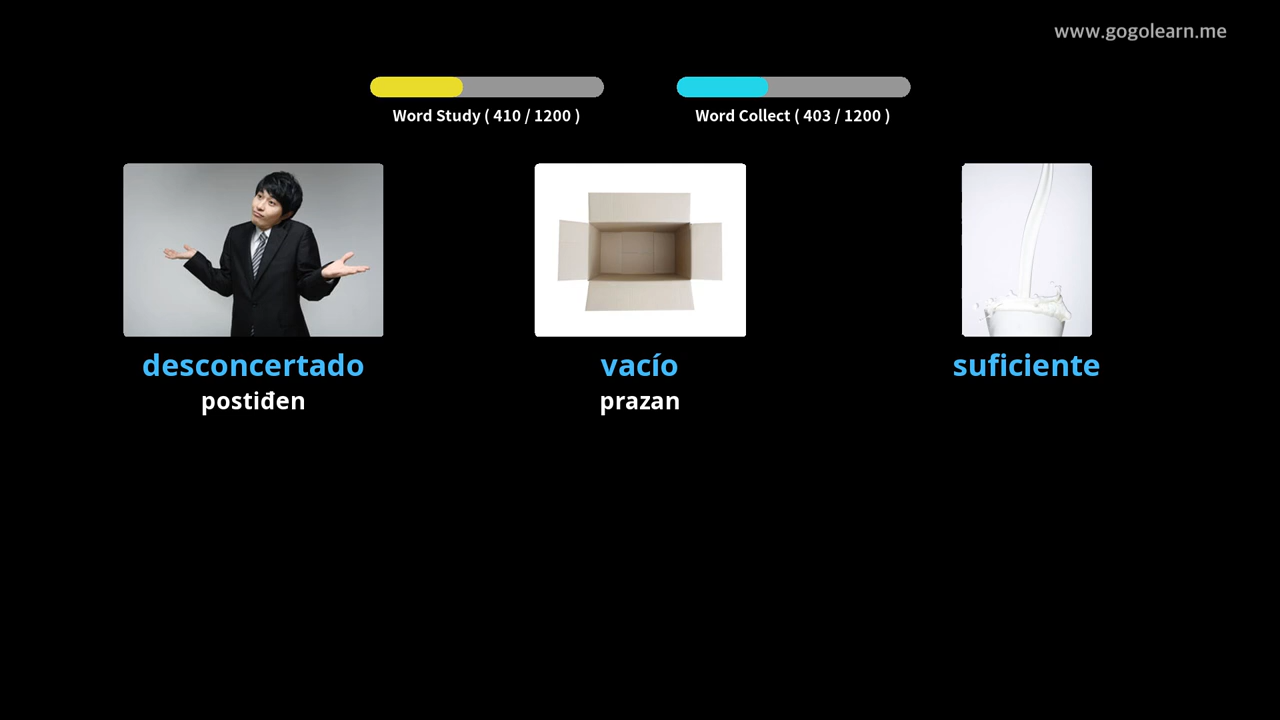 www.gogolearn.me
Word Study ( 410 / 1200 )
Word Collect ( 403 / 1200 )
desconcertado
vacío
suficiente
postiđen
prazan